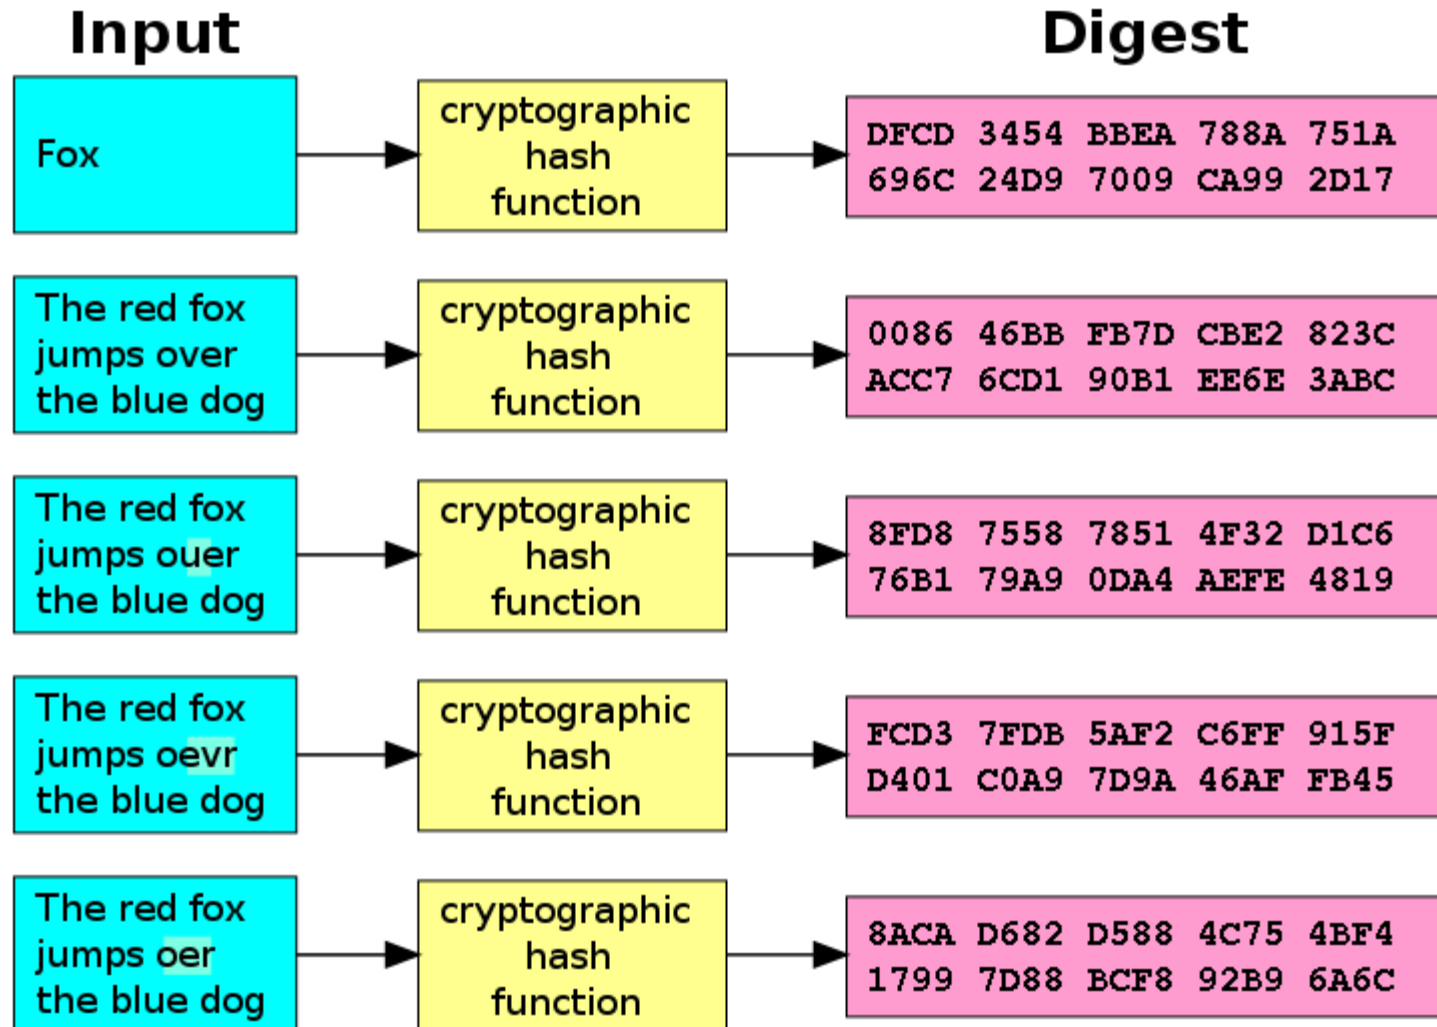 Input
Digest
Fox
cryptographic
hash
function
DFCD 3454 BBEA 788A 751A
696C 24D9 7009 CA99 2D17
The red fox
jumps over
the blue dog
cryptographic
hash
function
0086 46BB FB7D CBE2 823C
ACC7 6CD1 90B1 EE6E 3ABC
The red fox
jumps ouer
the blue dog
cryptographic
hash
function
8FD8 7558 7851 4F32 D1C6
76B1 79A9 0DA4 AEFE 4819
The red fox
jumps oevr
the blue dog
cryptographic
hash
function
FCD3 7FDB 5AF2 C6FF 915F
D401 C0A9 7D9A 46AF FB45
The red fox
jumps oer
the blue dog
cryptographic
hash
function
8ACA D682 D588 4C75 4BF4
1799 7D88 BCF8 92B9 6A6C